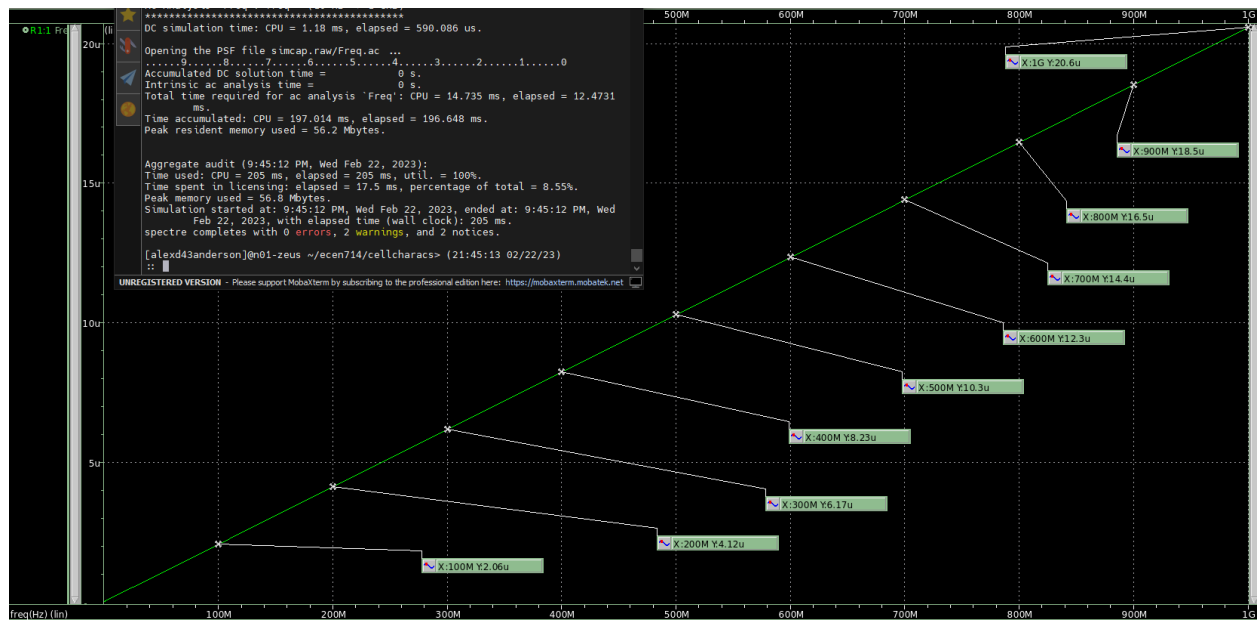 500M 600M 700M 800M 900M 1G
R1:1 Fre
(li
20u
15u
10u
5u
**********************************************
DC simulation time: CPU = 1.18 ms, elapsed = 590.086 us.
Opening the PSF file simcap.raw/Freq.ac ...
......9......8......7......6......5......4......3......2......1......0
Accumulated DC solution time = 0 s.
Intrinsic ac analysis time = 0 s.
Total time required for ac analysis `Freq': CPU = 14.735 ms, elapsed = 12.4731
ms.
Time accumulated: CPU = 197.014 ms, elapsed = 196.648 ms.
Peak resident memory used = 56.2 Mbytes.
Aggregate audit (9:45:12 PM, Wed Feb 22, 2023):
Time used: CPU = 205 ms, elapsed = 205 ms, util. = 100%.
Time spent in licensing: elapsed = 17.5 ms, percentage of total = 8.55%.
Peak memory used = 56.8 Mbytes.
Simulation started at: 9:45:12 PM, Wed Feb 22, 2023, ended at: 9:45:12 PM, Wed
Feb 22, 2023, with elapsed time (wall clock): 205 ms.
spectre completes with 0 errors, 2 warnings, and 2 notices.
[alexd43anderson]@n01-zeus ~/ecen714/cellcharacs> (21:45:13 02/22/23)
::
UNREGISTERED VERSION - Please support MobaXterm by subscribing to the professional edition here: https://mobaxterm.mobatek.net
X:1G Y:20.6u
X:900M Y:18.5u
X:800M Y:16.5u
X:700M Y:14.4u
X:600M Y:12.3u
X:500M Y:10.3u
X:400M Y:8.23u
X:300M Y:6.17u
X:200M Y:4.12u
X:100M Y:2.06u
freq(Hz) (lin) 100M 200M 300M 400M 500M 600M 700M 800M 900M 1G